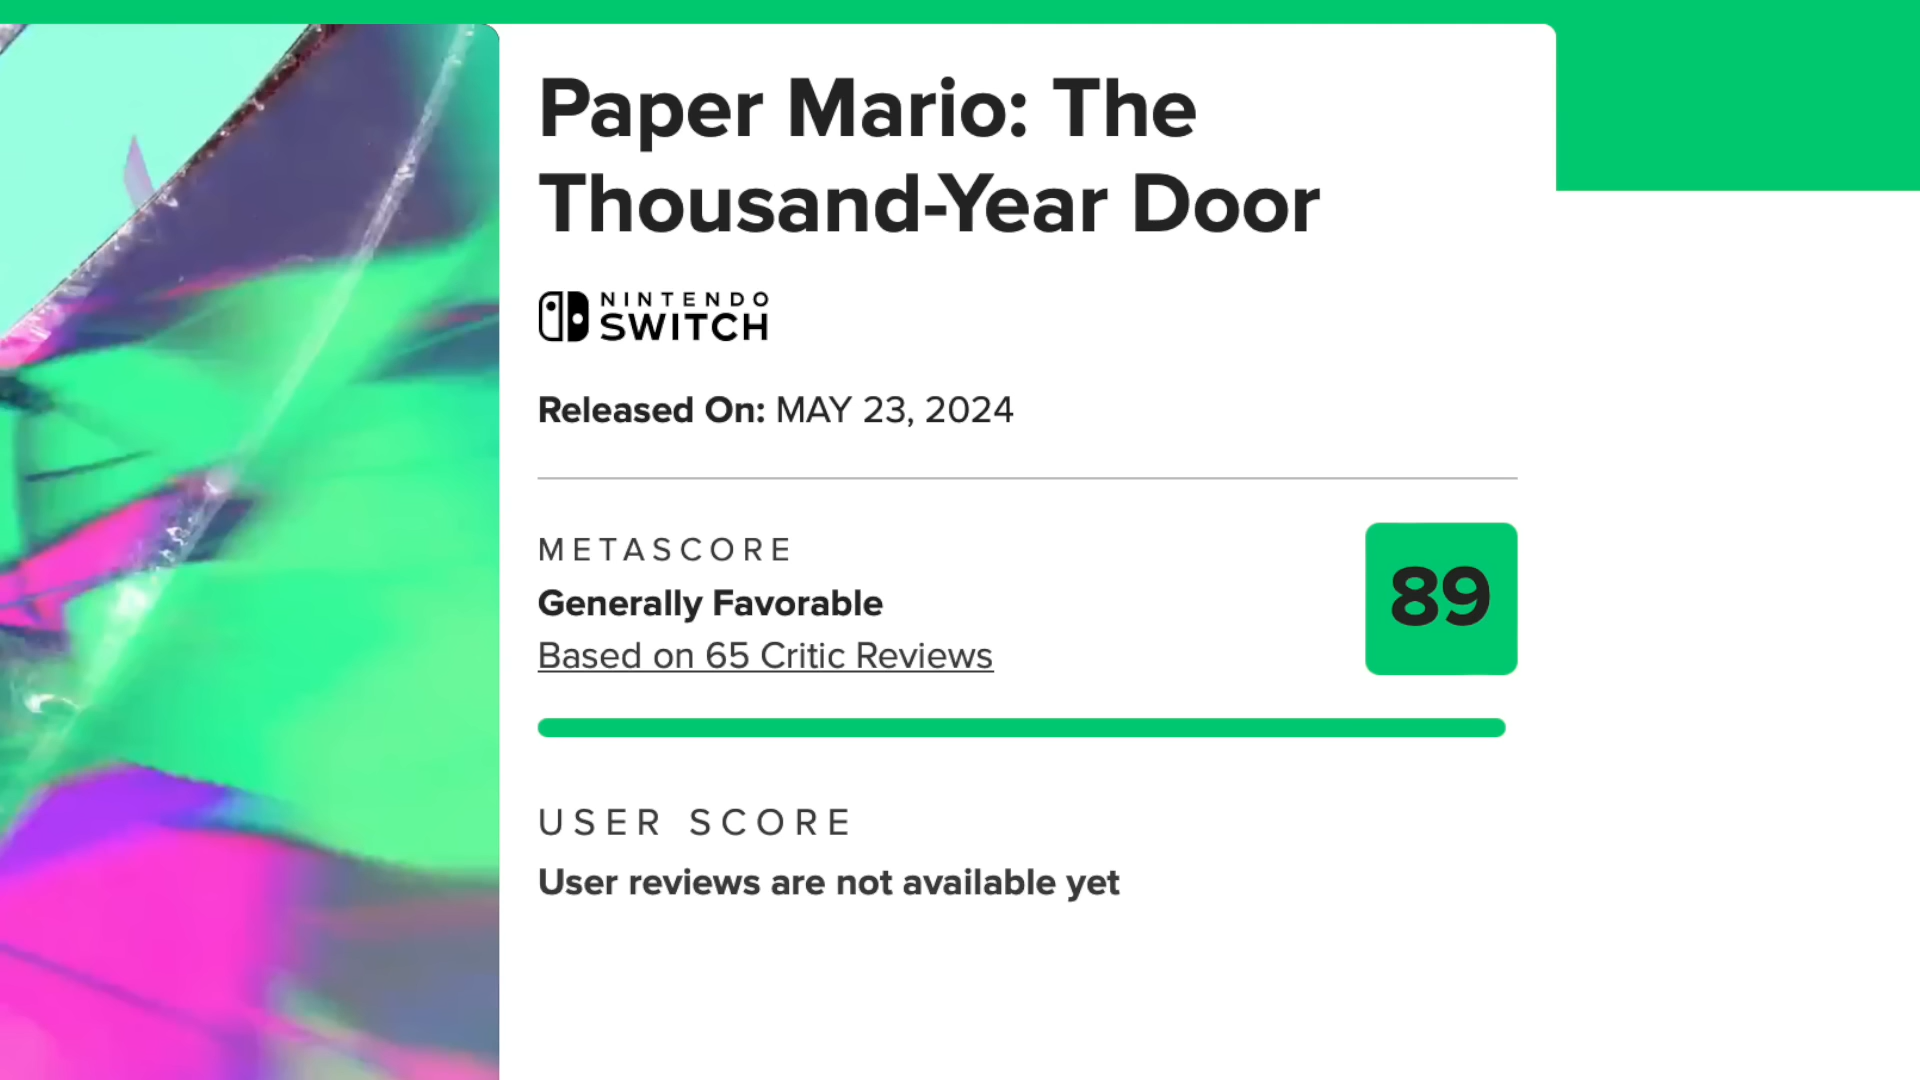 Paper Mario: The
Thousand-Year Door
NINTENDO
SWITCH
Released On: MAY 23, 2024
METASCORE
Generally Favorable
Based on 65 Critic Reviews
89
USER SCORE
User reviews are not available yet